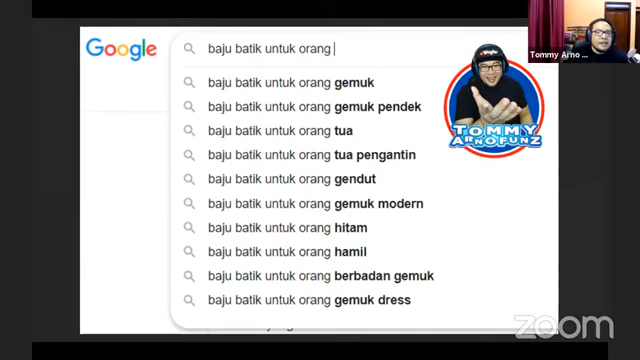 Google
baju batik untuk orang
baju batik untuk orang gemuk
baju batik untuk orang gemuk pendek
baju batik untuk orang tua
baju batik untuk orang tua pengantin
baju batik untuk orang gendut
baju batik untuk orang gemuk modern
baju batik untuk orang hitam
baju batik untuk orang hamil
baju batik untuk orang berbadan gemuk
baju batik untuk orang gemuk dress
TOMMY
ARNOFUNZ
Tommy Arno ...
zoom